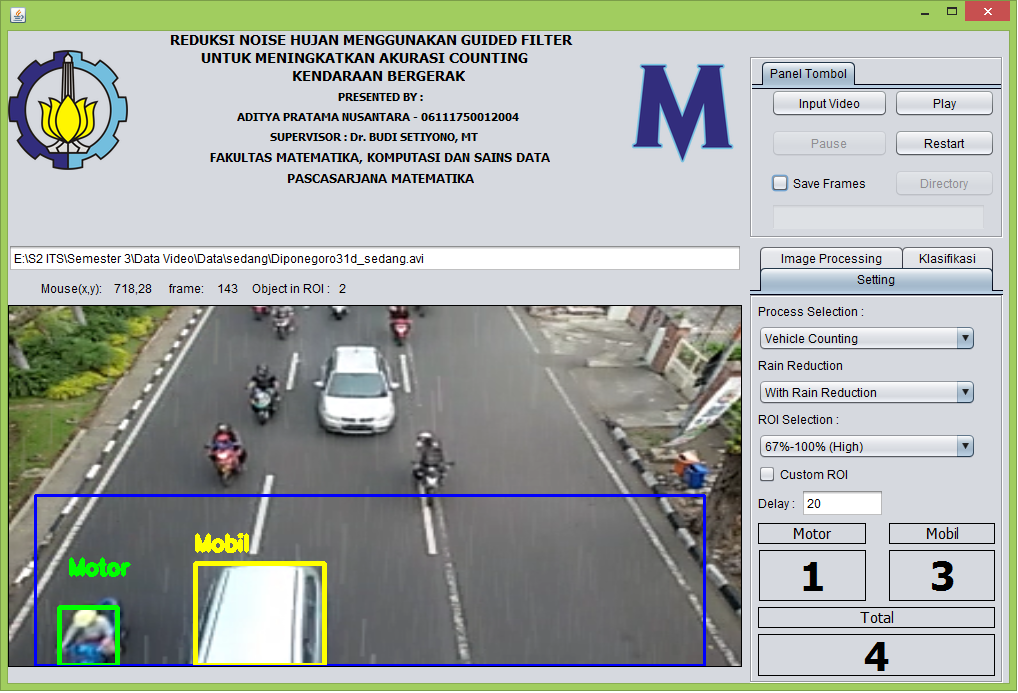 REDUKSI NOISE HUJAN MENGGUNAKAN GUIDED FILTER
UNTUK MENINGKATKAN AKURASI COUNTING
KENDARAAN BERGERAK
PRESENTED BY :
ADITYA PRATAMA NUSANTARA - 06111750012004
SUPERVISOR : Dr. BUDI SETIYONO, MT
FAKULTAS MATEMATIKA, KOMPUTASI DAN SAINS DATA
PASCASARJANA MATEMATIKA
M
E:\S2 ITS\Semester 3\Data Video\Data\sedang\Diponegoro31d_sedang.avi
Mouse(x,y): 718,28 frame: 143 Object in ROI : 2
Mobil
Motor
Panel Tombol
Input Video Play
Pause Restart
Save Frames Directory
Image Processing Klasifikasi
Setting
Process Selection :
Vehicle Counting
Rain Reduction
With Rain Reduction
ROI Selection :
67%-100% (High)
Custom ROI
Delay : 20
Motor Mobil
1 3
Total
4